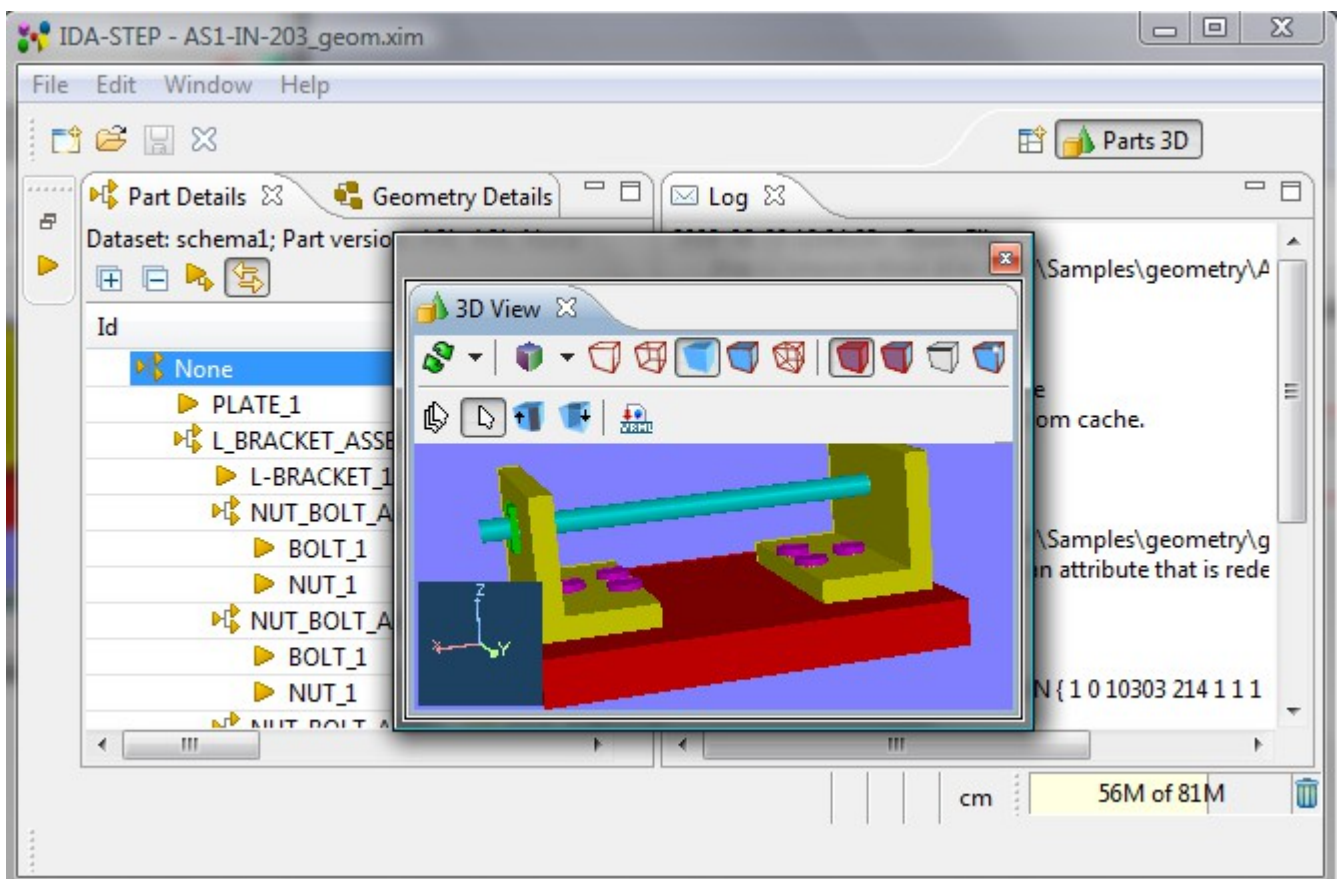 IDA-STEP - AS1-IN-203_geom.xim
File Edit Window Help
Parts 3D
Part Details
Geometry Details
Log
Dataset: schema1; Part versio
\Samples\geometry\A
3D View
Id
None
PLATE_1
e
om cache.
L_BRACKET_ASSE
VRML
L-BRACKET_1
NUT_BOLT_A
\Samples\geometry\g
BOLT_1
n attribute that is rede
NUT_1
Z
NUT_BOLT_A
X
Y
BOLT_1
NUT_1
N { 1 0 10303 214 1 1 1
NUT_BOLT_A
cm
56M of 81M